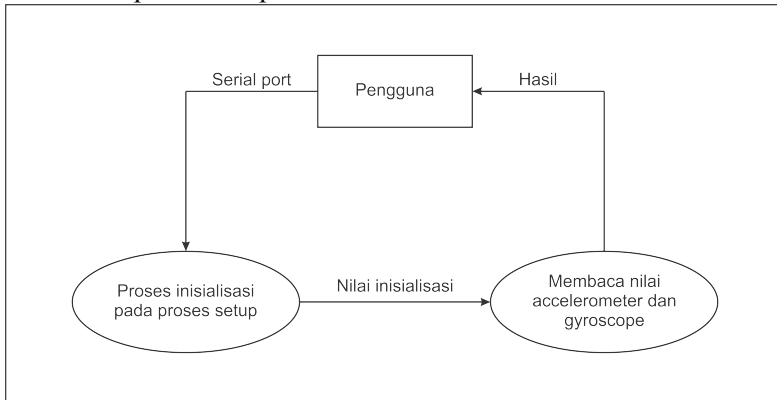 Serial port
Pengguna
Hasil
Proses inisialisasi
pada proses setup
Nilai inisialisasi
Membaca nilai
accelerometer dan
gyroscope